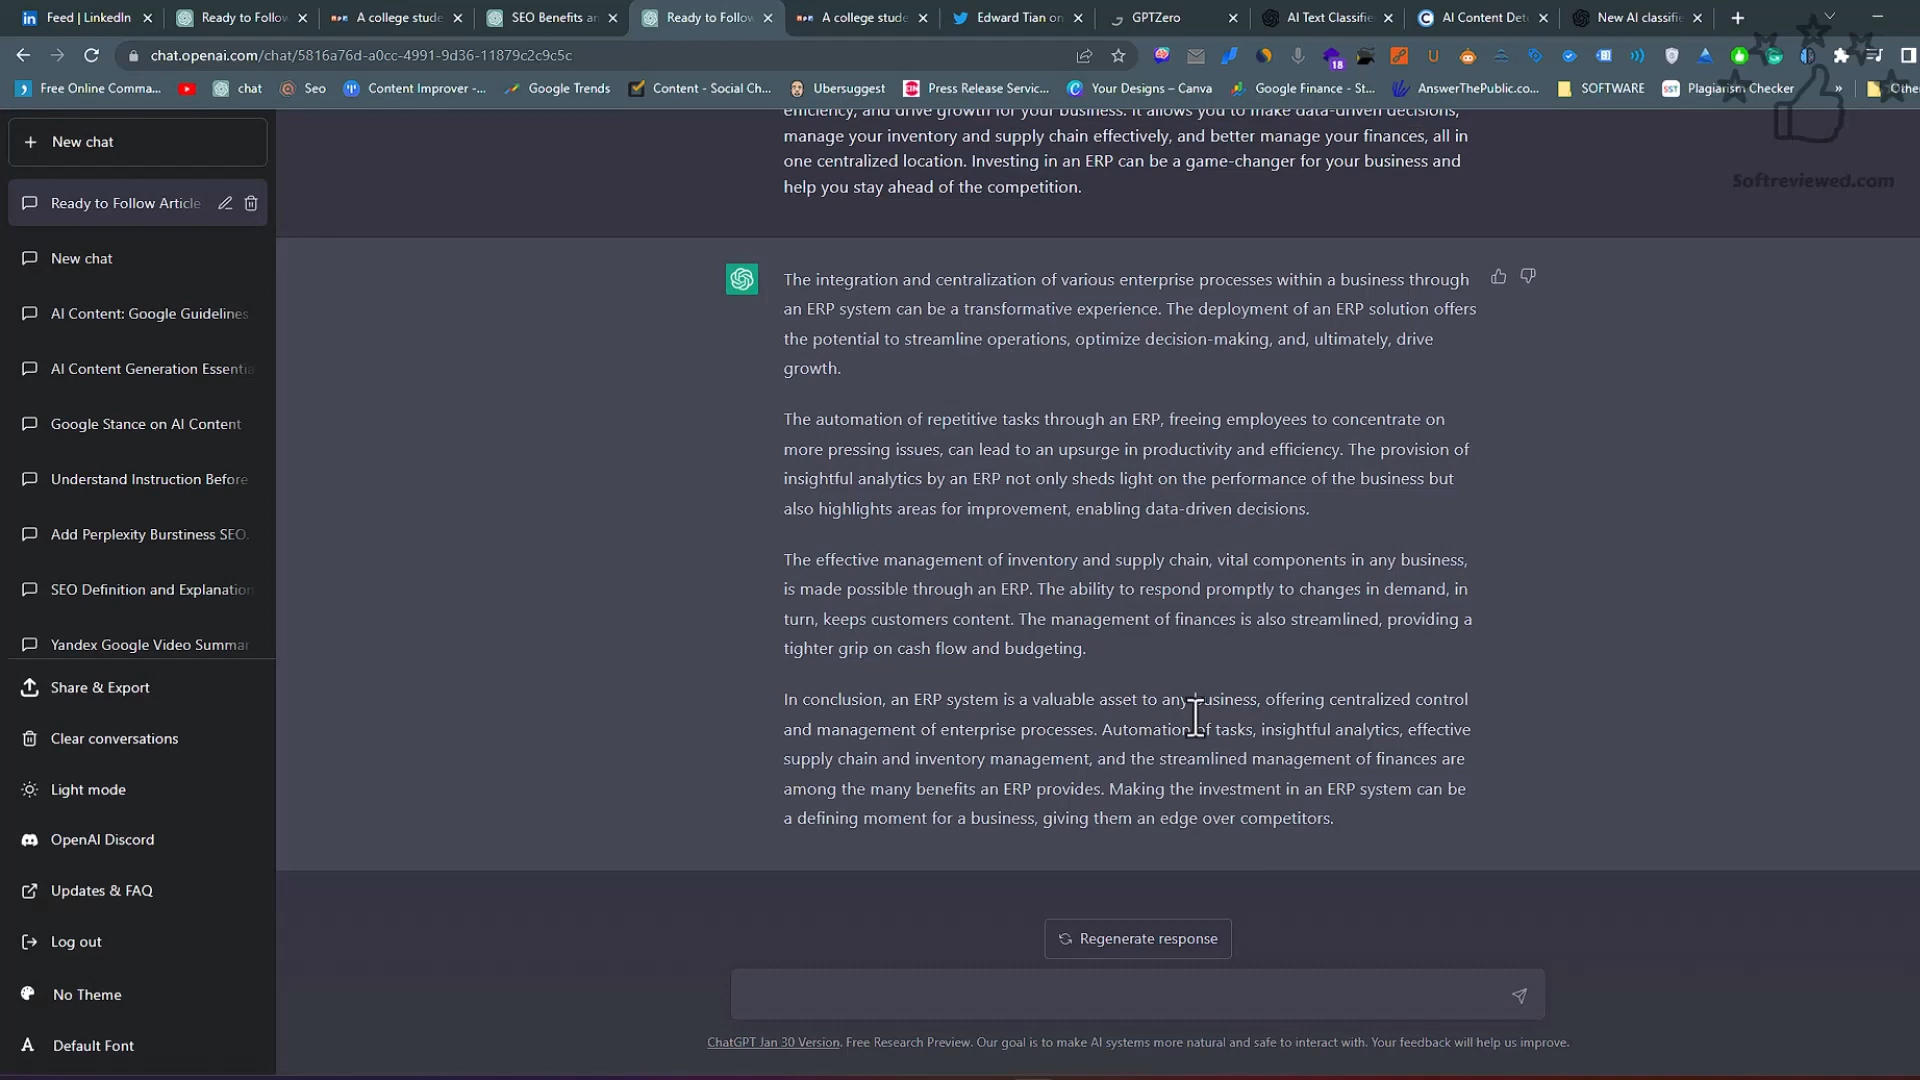 Feed | LinkedIn
Ready to Follow
A college stude
SEO Benefits an
Ready to Follow
A college stude
Edward Tian on
GPTZero
AI Text Classifie
AI Content Det
New AI classifie
chat.openai.com/chat/5816a76d-a0cc-4991-9d36-11879c2c9c5c
18
Free Online Comma...
chat
Seo
Content Improver -...
Google Trends
Content - Social Ch...
Ubersuggest
Press Release Servic...
Your Designs – Canva
Google Finance - St...
AnswerThePublic.co...
SOFTWARE
Plagiarism Checker
»
Softreviewed.com
New chat
Ready to Follow Article
New chat
AI Content: Google Guidelines
AI Content Generation Essentia
Google Stance on AI Content
Understand Instruction Before
Add Perplexity Burstiness SEO.
SEO Definition and Explanation
Yandex Google Video Summar
Share & Export
Clear conversations
Light mode
OpenAI Discord
Updates & FAQ
Log out
No Theme
Default Font
efficiency, and drive growth for your business. It allows you to make data-driven decisions,
manage your inventory and supply chain effectively, and better manage your finances, all in
one centralized location. Investing in an ERP can be a game-changer for your business and
help you stay ahead of the competition.
The integration and centralization of various enterprise processes within a business through
an ERP system can be a transformative experience. The deployment of an ERP solution offers
the potential to streamline operations, optimize decision-making, and, ultimately, drive
growth.
The automation of repetitive tasks through an ERP, freeing employees to concentrate on
more pressing issues, can lead to an upsurge in productivity and efficiency. The provision of
insightful analytics by an ERP not only sheds light on the performance of the business but
also highlights areas for improvement, enabling data-driven decisions.
The effective management of inventory and supply chain, vital components in any business,
is made possible through an ERP. The ability to respond promptly to changes in demand, in
turn, keeps customers content. The management of finances is also streamlined, providing a
tighter grip on cash flow and budgeting.
In conclusion, an ERP system is a valuable asset to any business, offering centralized control
and management of enterprise processes. Automation of tasks, insightful analytics, effective
supply chain and inventory management, and the streamlined management of finances are
among the many benefits an ERP provides. Making the investment in an ERP system can be
a defining moment for a business, giving them an edge over competitors.
Regenerate response
ChatGPT Jan 30 Version. Free Research Preview. Our goal is to make AI systems more natural and safe to interact with. Your feedback will help us improve.